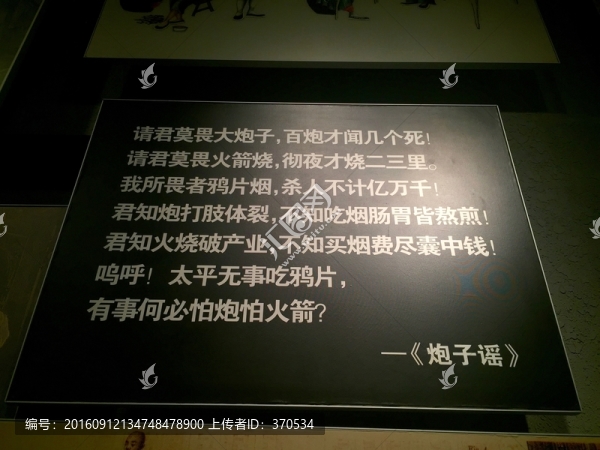 请君莫畏大炮子，百炮才闻几个死！
请君莫畏火箭烧，彻夜才烧二三里。
我所畏者鸦片烟，杀人不计亿万千！
君知炮打肢体裂，不知吃烟肠胃皆熬煎！
君知火烧破产业，不知买烟费尽囊中钱！
呜呼！太平无事吃鸦片，
有事何必怕炮怕火箭？
—《炮子谣》
编号：20160912134748478900 上传者ID：370534